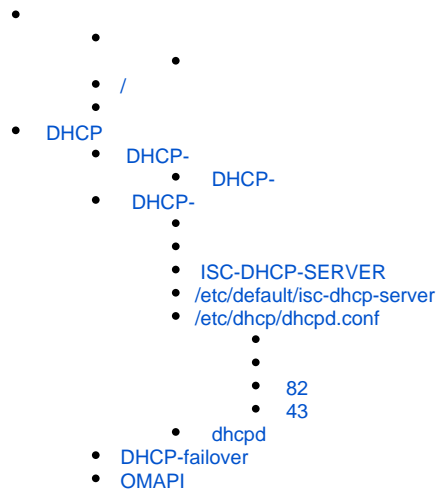 /
DHCP
DHCP-
DHCP-
DHCP-
ISC-DHCP-SERVER
/etc/default/isc-dhcp-server
/etc/dhcp/dhcpd.conf
82
43
dhcpd
DHCP-failover
OMAPI